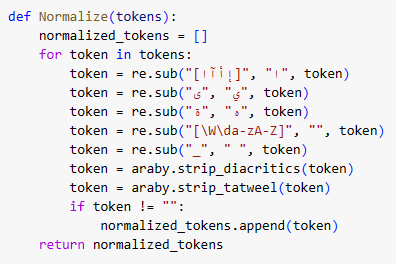 def Normalize(tokens):
    normalized_tokens = []
    for token in tokens:
        token = re.sub("[إأآا]", "ا", token)
        token = re.sub("ى", "ي", token)
        token = re.sub("ة", "ه", token)
        token = re.sub("[\W\da-zA-Z]", "", token)
        token = re.sub("_", " ", token)
        token = araby.strip_diacritics(token)
        token = araby.strip_tatweel(token)
        if token != "":
            normalized_tokens.append(token)
    return normalized_tokens